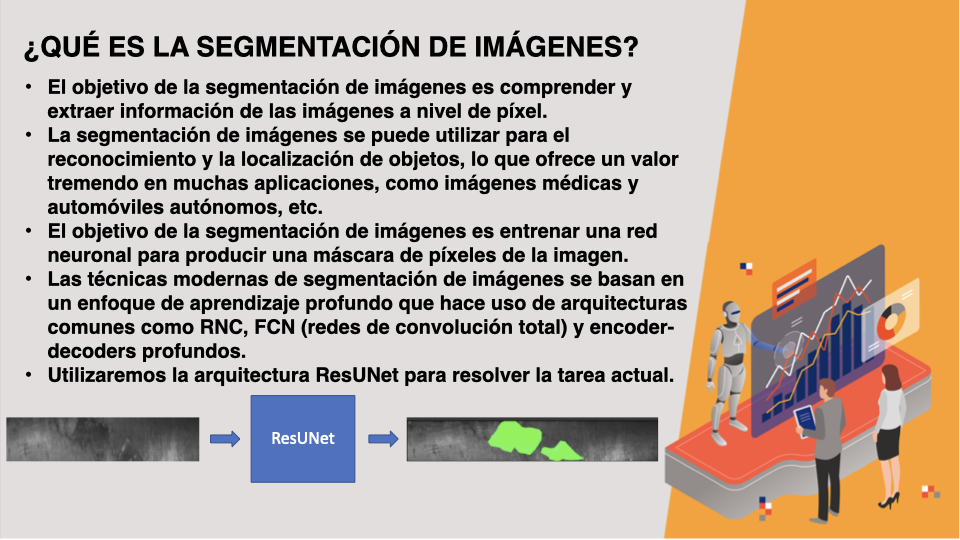 ¿QUÉ ES LA SEGMENTACIÓN DE IMÁGENES?
• El objetivo de la segmentación de imágenes es comprender y
extraer información de las imágenes a nivel de píxel.
• La segmentación de imágenes se puede utilizar para el
reconocimiento y la localización de objetos, lo que ofrece un valor
tremendo en muchas aplicaciones, como imágenes médicas y
automóviles autónomos, etc.
• El objetivo de la segmentación de imágenes es entrenar una red
neuronal para producir una máscara de píxeles de la imagen.
• Las técnicas modernas de segmentación de imágenes se basan en
un enfoque de aprendizaje profundo que hace uso de arquitecturas
comunes como RNC, FCN (redes de convolución total) y encoder-
decoders profundos.
• Utilizaremos la arquitectura ResUNet para resolver la tarea actual.
ResUNet